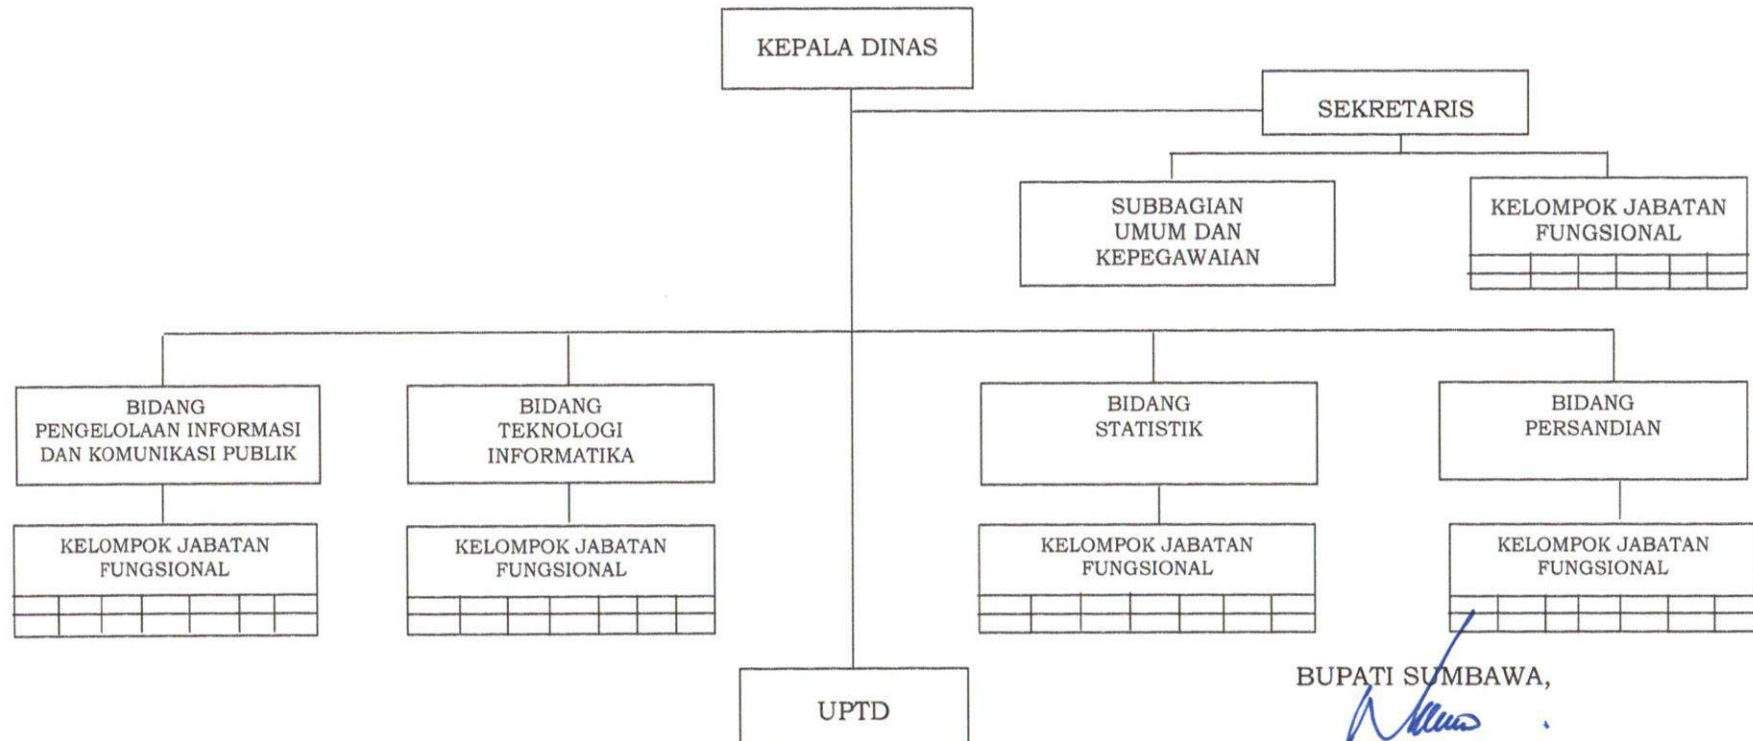 KEPALA DINAS
SEKRETARIS
SUBBAGIAN
UMUM DAN
KEPEGAWAIAN
KELOMPOK JABATAN
FUNGSIONAL
BIDANG
PENGELOLAAN INFORMASI
DAN KOMUNIKASI PUBLIK
BIDANG
TEKNOLOGI
INFORMATIKA
BIDANG
STATISTIK
BIDANG
PERSANDIAN
KELOMPOK JABATAN
FUNGSIONAL
KELOMPOK JABATAN
FUNGSIONAL
KELOMPOK JABATAN
FUNGSIONAL
KELOMPOK JABATAN
FUNGSIONAL
UPTD
BUPATI SUMBAWA,